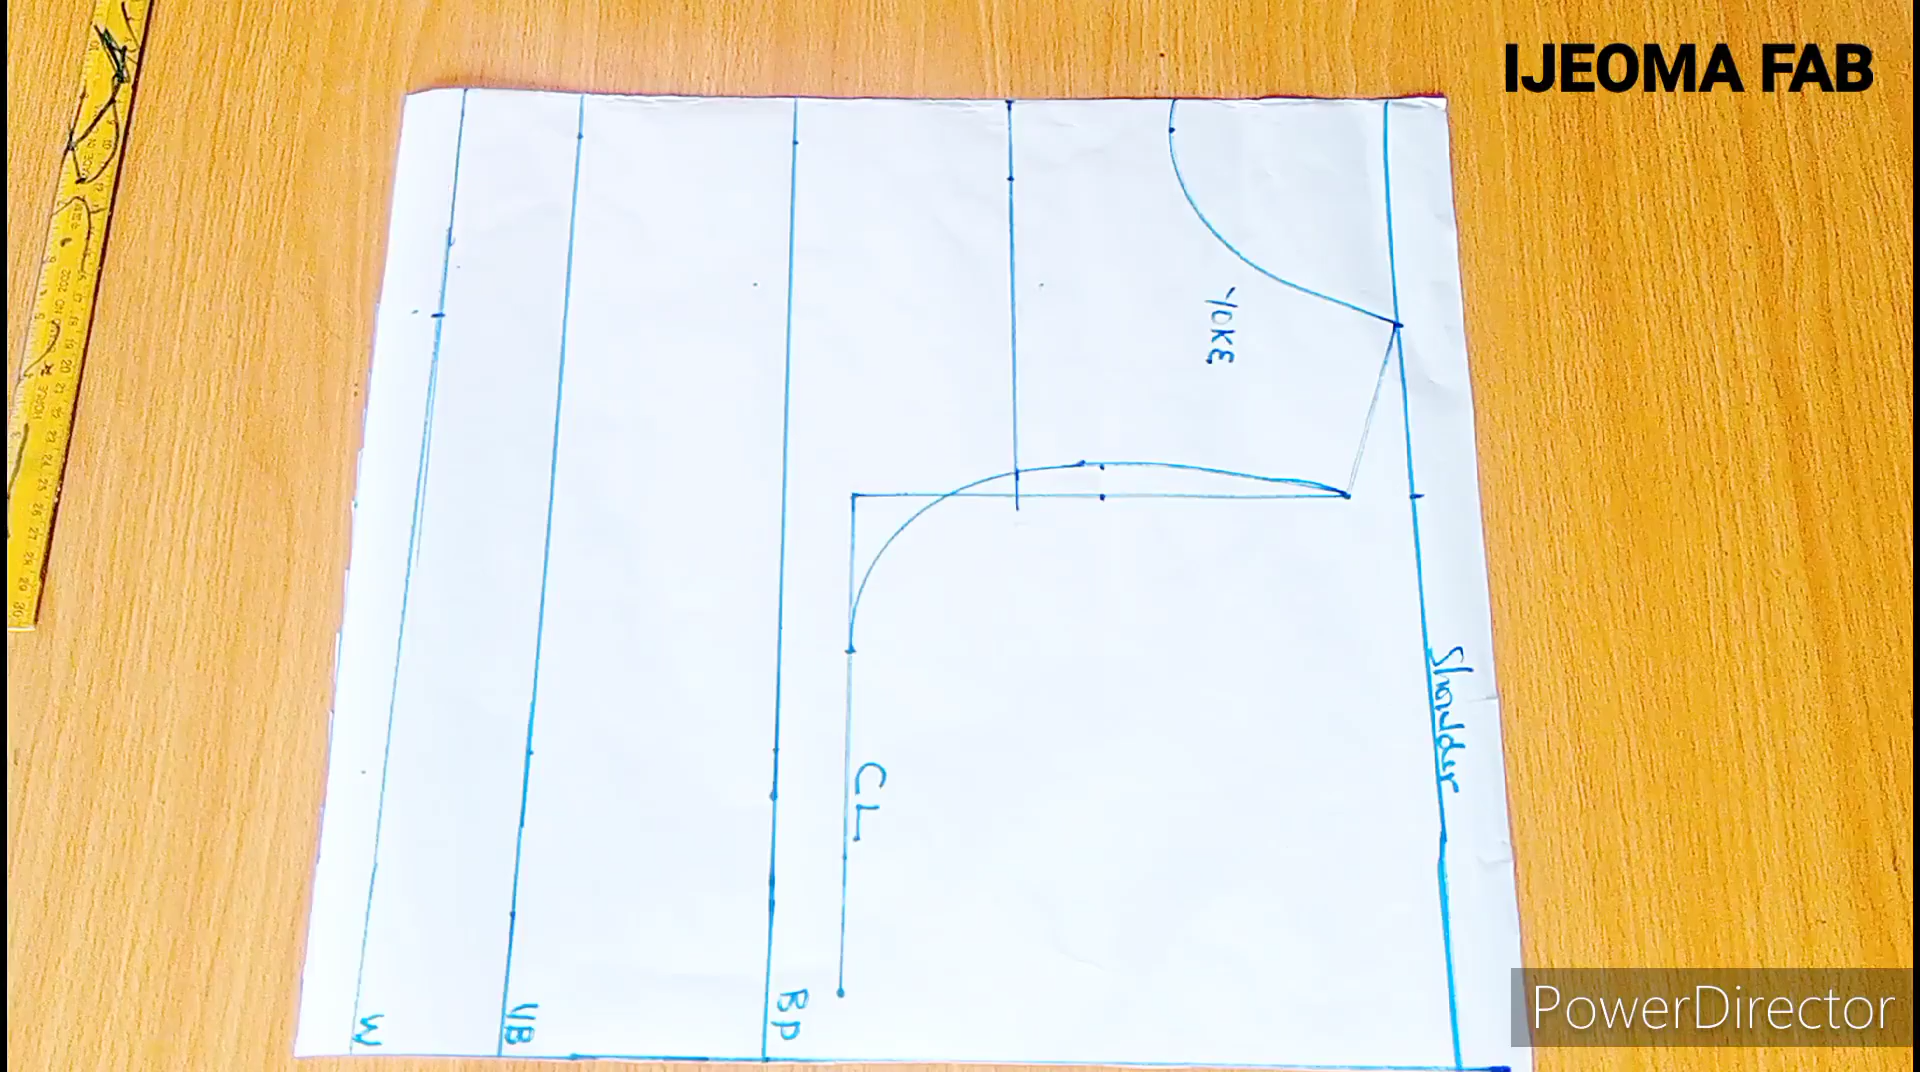 IJEOMA FAB
YOKE
Shoulder
CL
BP
UB
W
PowerDirector